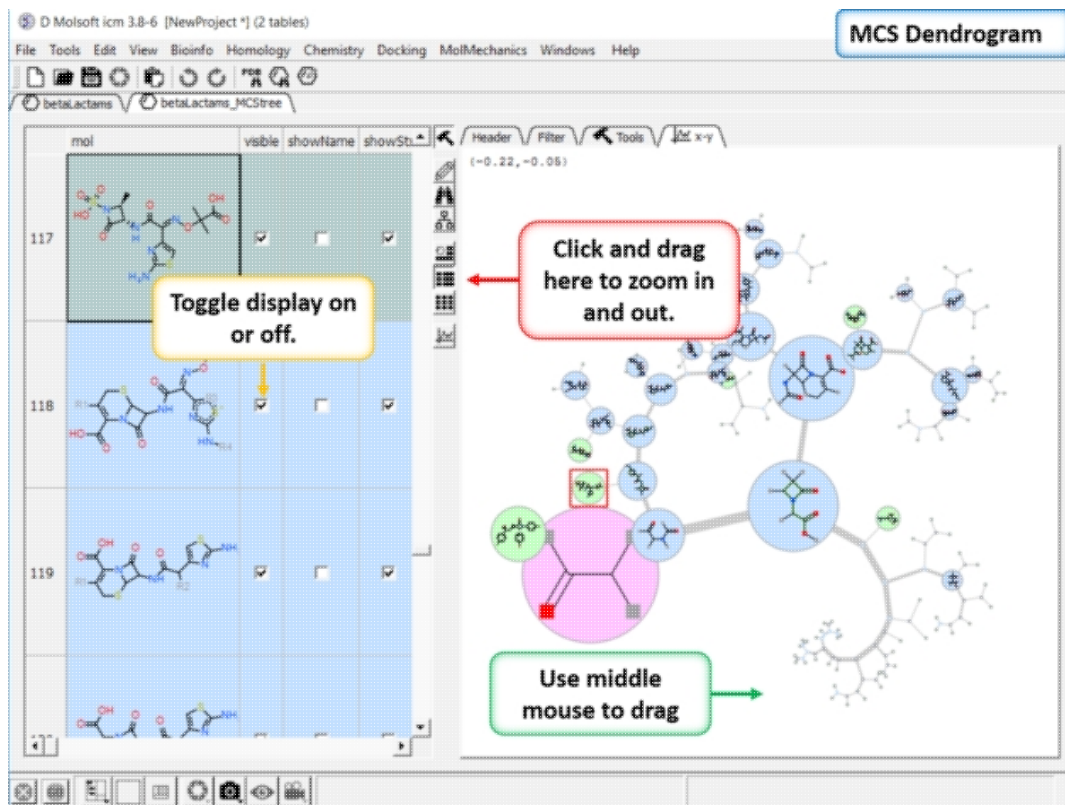 D Molsoft icm 3.8-6 [NewProject *] (2 tables)
MCS Dendrogram
File Tools Edit View Bioinfo Homology Chemistry Docking MolMechanics Windows Help
betaLactams betaLactams_MCStree
mol visible showName showStr
Header Filter Tools x-y
(-0.22,-0.05)
117
Toggle display on
or off.
Click and drag
here to zoom in
and out.
118
119
Use middle
mouse to drag